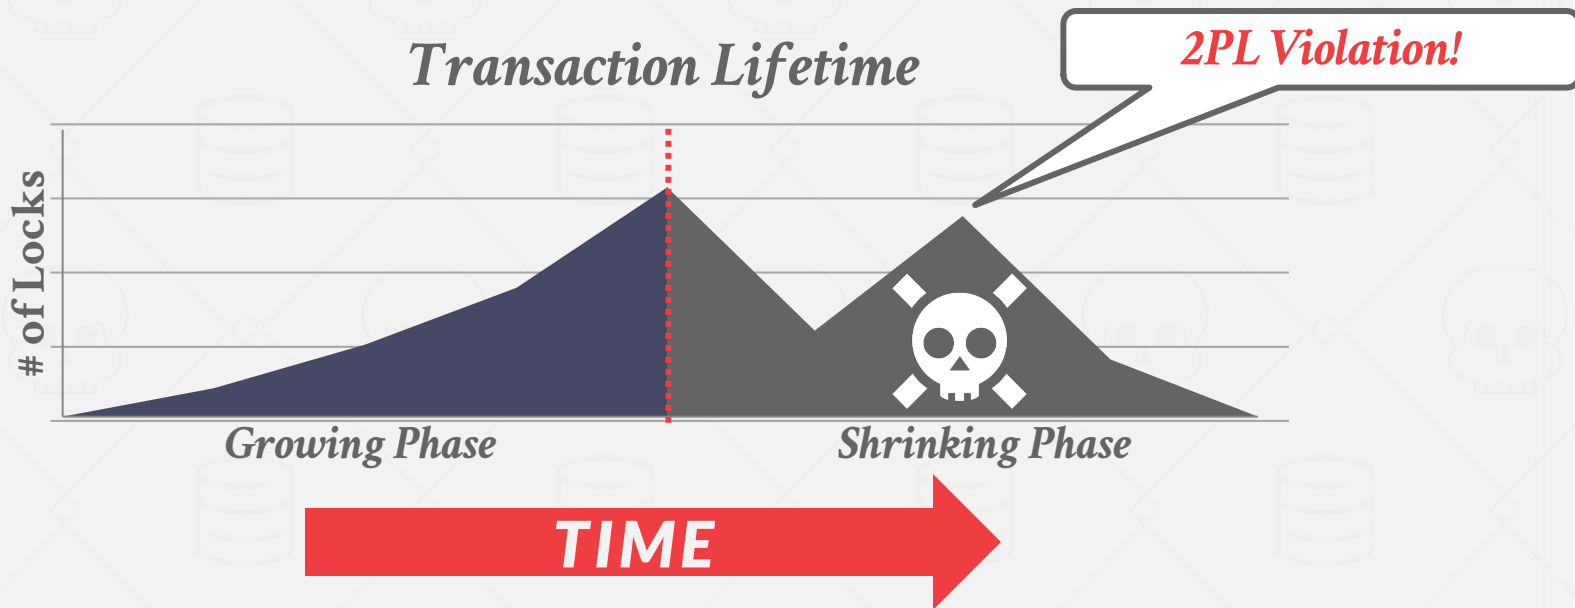 Transaction Lifetime
2PL Violation!
# of Locks
Growing Phase
Shrinking Phase
TIME